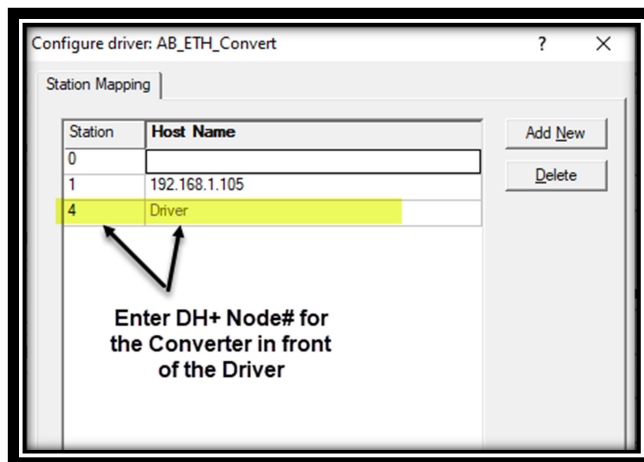 Configure driver: AB_ETH_Convert ? X
Station Mapping
Station Host Name
Add New
0
1 192.168.1.105
Delete
4 Driver
Enter DH+ Node# for
the Converter in front
of the Driver